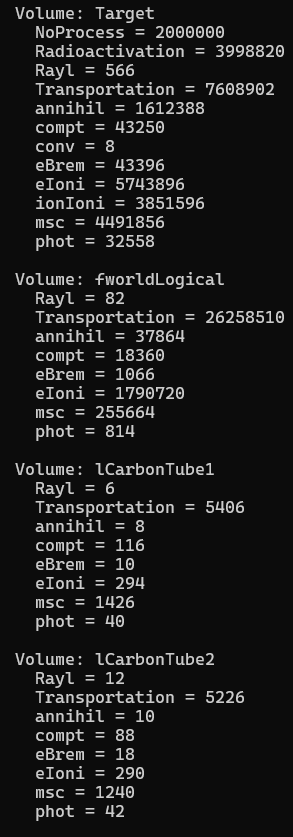 Volume: Target
NoProcess = 2000000
Radioactivation = 3998820
Rayl = 566
Transportation = 7608902
annihil = 1612388
compt = 43250
conv = 8
eBrem = 43396
eIoni = 5743896
ionIoni = 3851596
msc = 4491856
phot = 32558

Volume: fworldLogical
Rayl = 82
Transportation = 26258510
annihil = 37864
compt = 18360
eBrem = 1066
eIoni = 1790720
msc = 255664
phot = 814

Volume: lCarbonTube1
Rayl = 6
Transportation = 5406
annihil = 8
compt = 116
eBrem = 10
eIoni = 294
msc = 1426
phot = 40

Volume: lCarbonTube2
Rayl = 12
Transportation = 5226
annihil = 10
compt = 88
eBrem = 18
eIoni = 290
msc = 1240
phot = 42